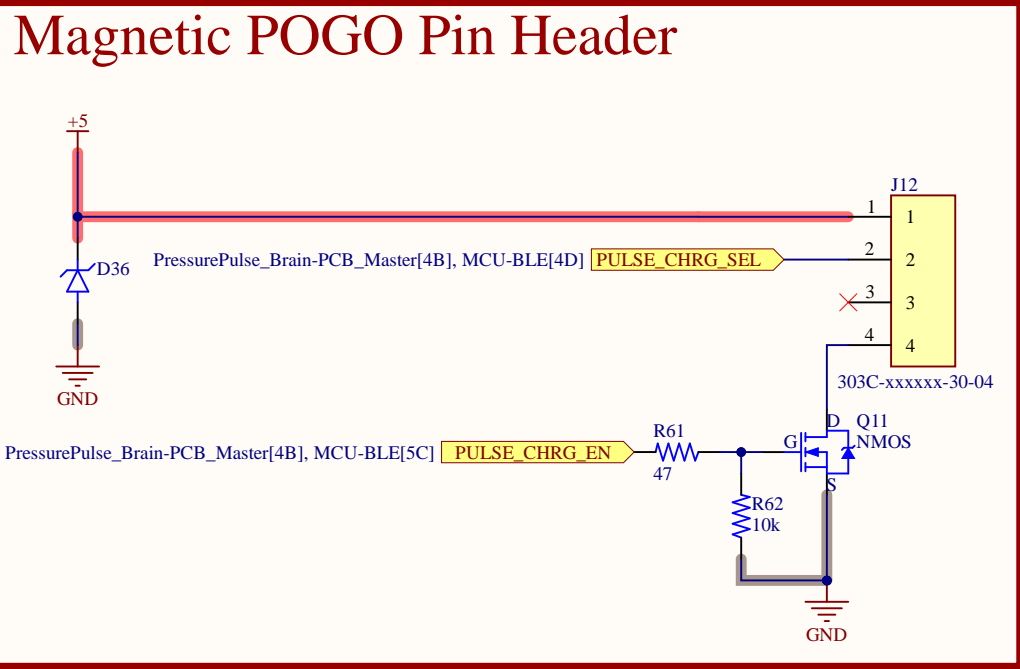 Magnetic POGO Pin Header
+5
J12
1 1
PressurePulse_Brain-PCB_Master[4B], MCU-BLE[4D] PULSE_CHRG_SEL 2 2
D36
3 3
4 4
GND
303C-xxxxxx-30-04
PressurePulse_Brain-PCB_Master[4B], MCU-BLE[5C] PULSE_CHRG_EN
R61
47
G
D
S
Q11
NMOS
R62
10k
GND